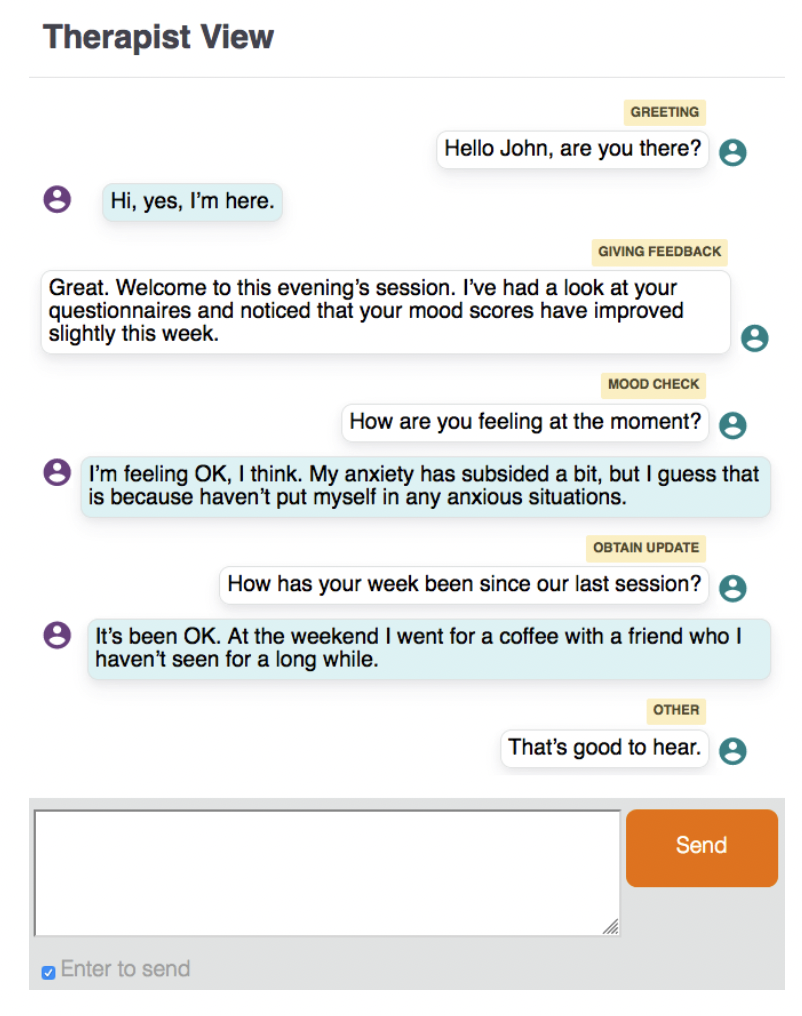 Therapist View
GREETING
Hello John, are you there?
Hi, yes, I’m here.
GIVING FEEDBACK
Great. Welcome to this evening’s session. I’ve had a look at your
questionnaires and noticed that your mood scores have improved
slightly this week.
MOOD CHECK
How are you feeling at the moment?
I’m feeling OK, I think. My anxiety has subsided a bit, but I guess that
is because haven’t put myself in any anxious situations.
OBTAIN UPDATE
How has your week been since our last session?
It’s been OK. At the weekend I went for a coffee with a friend who I
haven’t seen for a long while.
OTHER
That’s good to hear.
Send
Enter to send